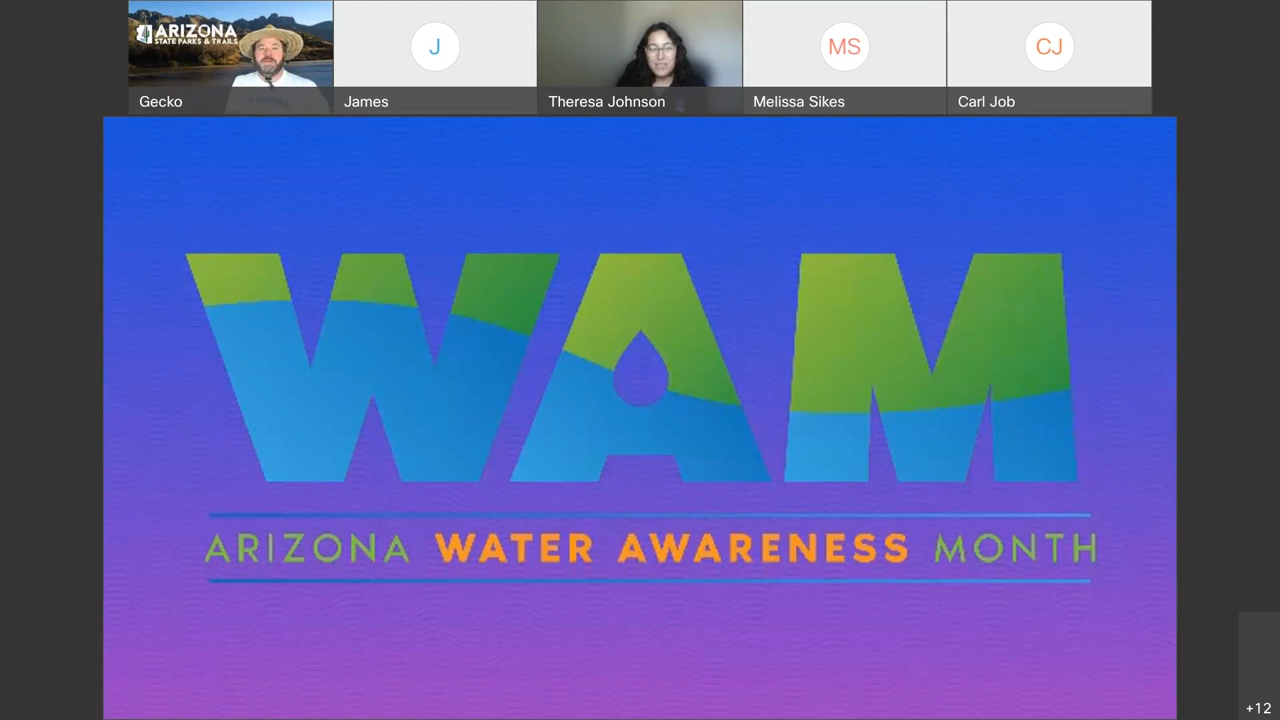 ARIZONA
STATE PARKS & TRAILS
Gecko
J
James
Theresa Johnson
MS
Melissa Sikes
CJ
Carl Job
WAM
ARIZONA WATER AWARENESS MONTH
+12